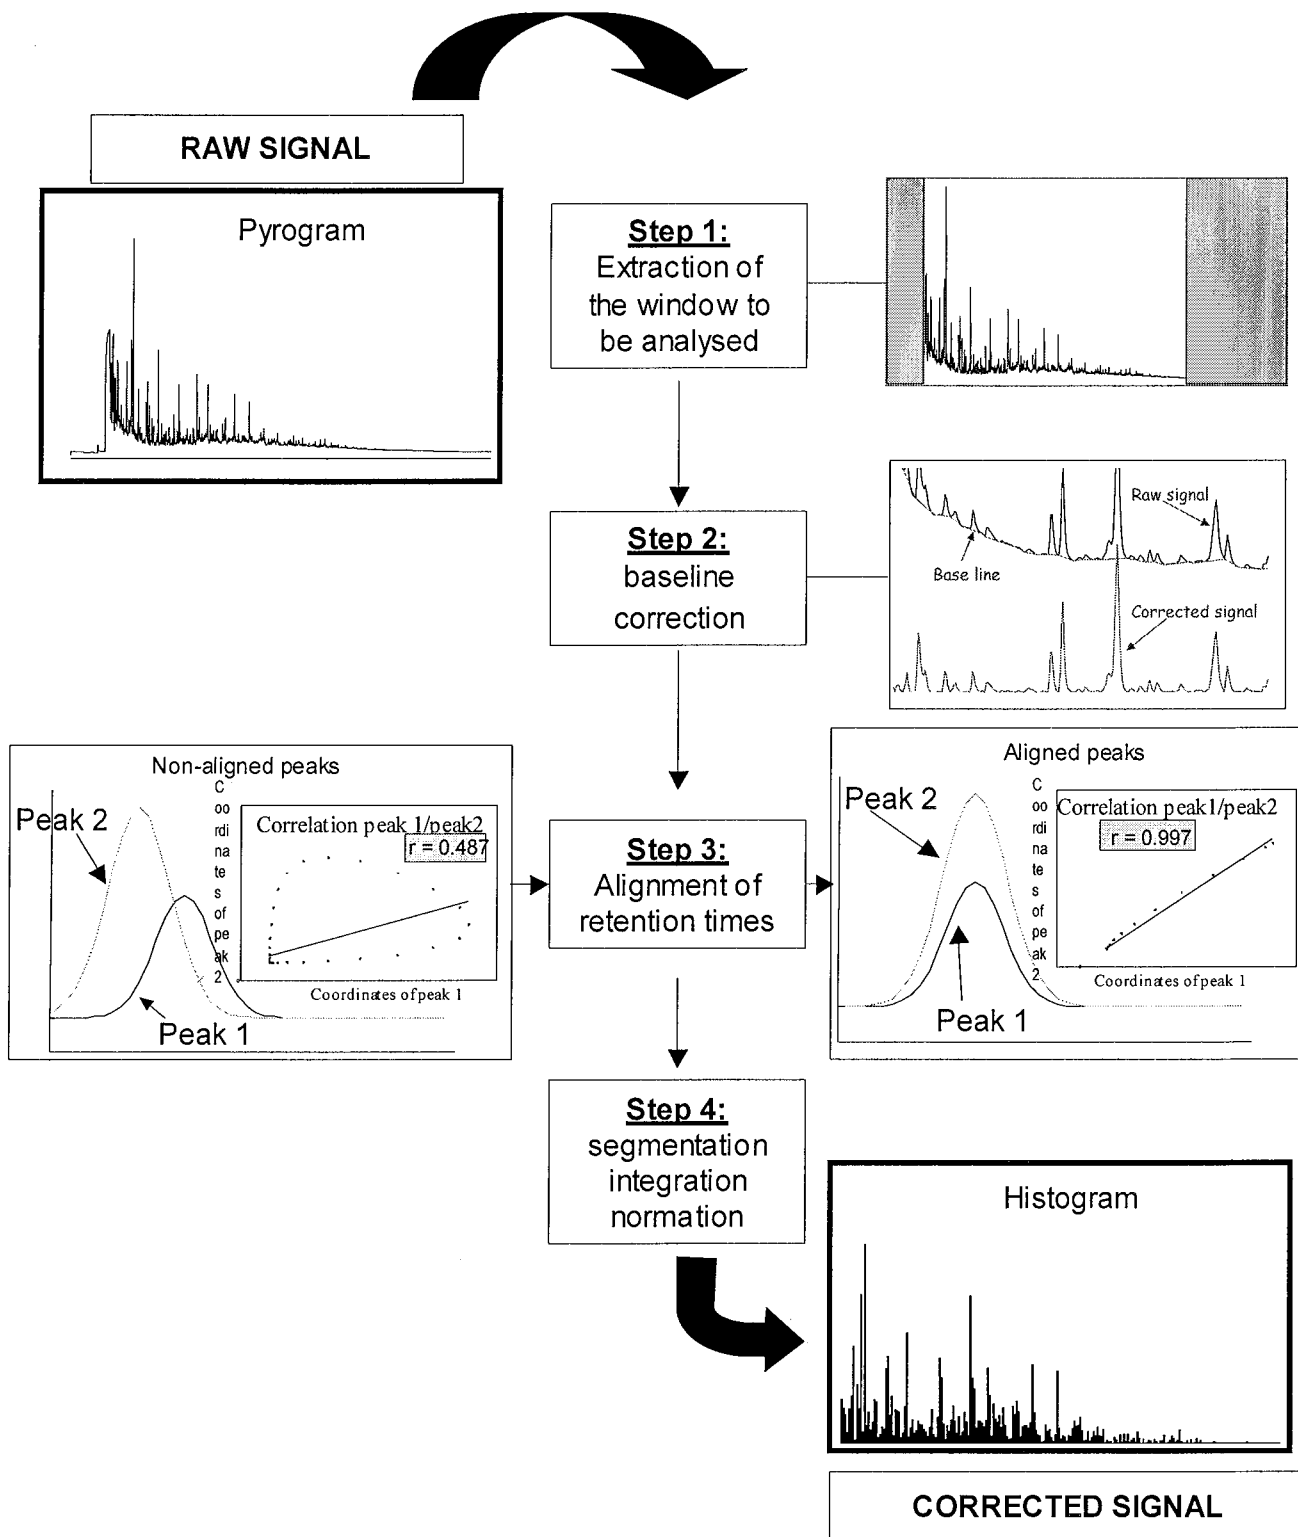 RAW SIGNAL
Pyrogram
Step 1:
Extraction of
the window to
be analysed
Step 2:
baseline
correction
Raw signal
Base line
Corrected signal
Non-aligned peaks
Peak 2
Peak 1
C
oo
rdi
na
te
s
of
pe
ak
2
Correlation peak 1/peak2
r = 0.487
Coordinates of peak 1
Step 3:
Alignment of
retention times
Aligned peaks
Peak 2
Peak 1
C
oo
rdi
na
te
s
of
pe
ak
2
Correlation peak1/peak2
r = 0.997
Coordinates of peak 1
Step 4:
segmentation
integration
normation
Histogram
CORRECTED SIGNAL